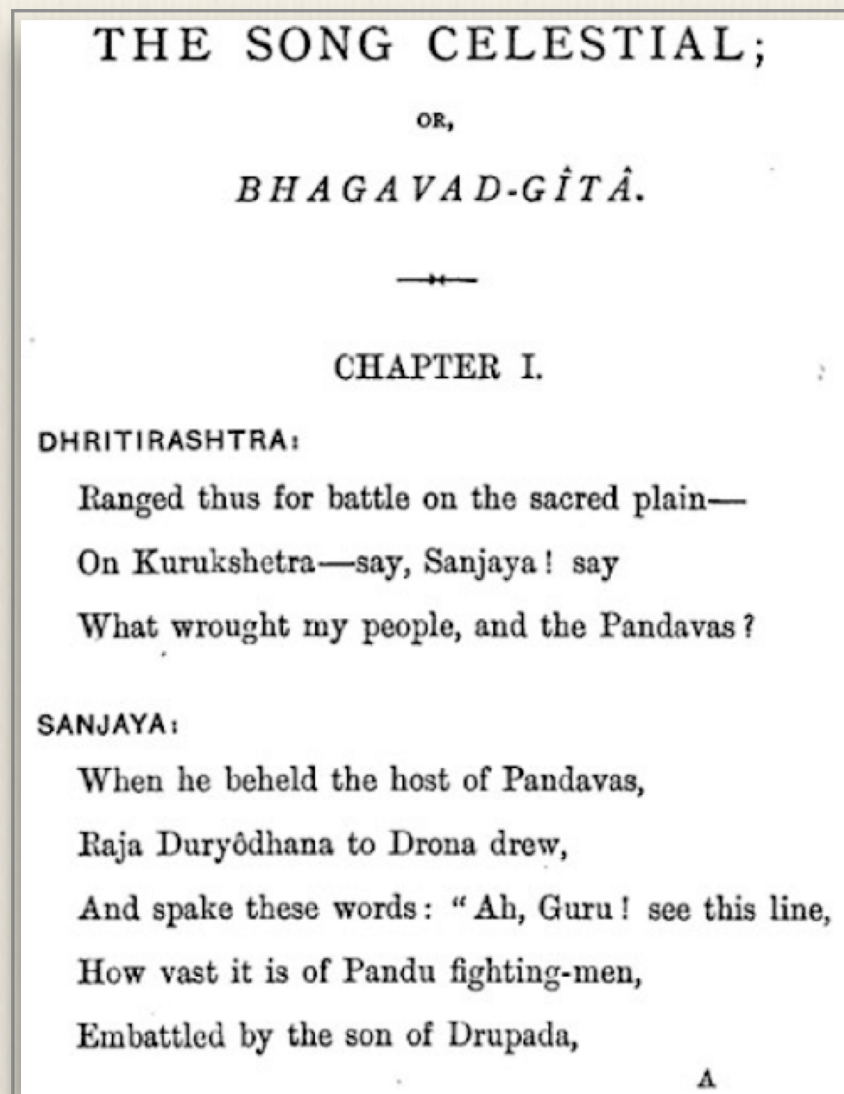 THE SONG CELESTIAL;
OR,
BHAGAVAD-GÎTÂ.
CHAPTER I.
DHRITIRASHTRA:
Ranged thus for battle on the sacred plain—
On Kurukshetra—say, Sanjaya! say
What wrought my people, and the Pandavas?
SANJAYA:
When he beheld the host of Pandavas,
Raja Duryôdhana to Drona drew,
And spake these words: "Ah, Guru! see this line,
How vast it is of Pandu fighting-men,
Embattled by the son of Drupada,
A